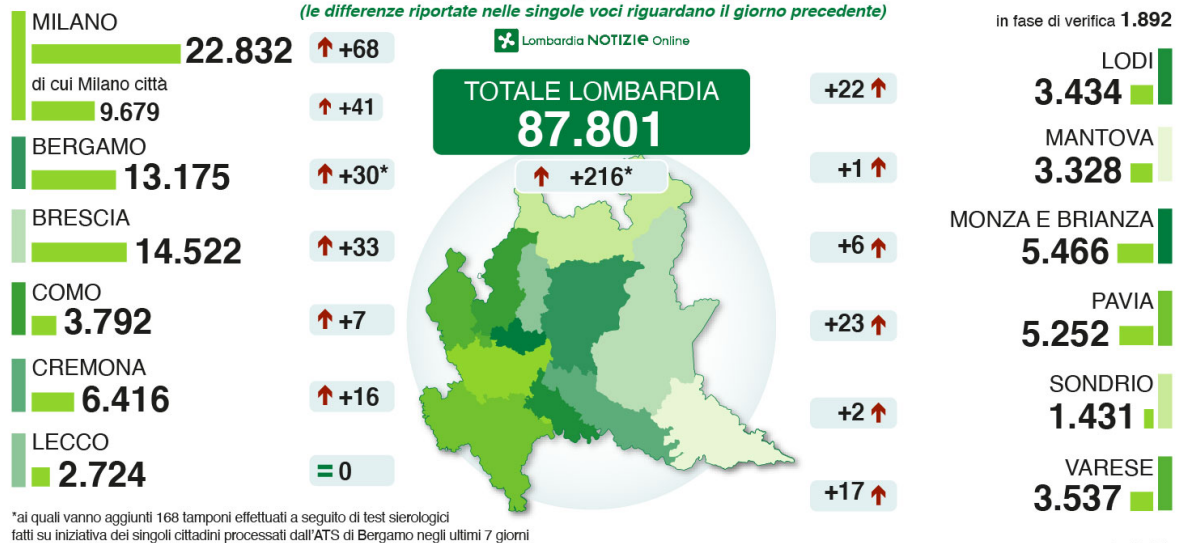 (le differenze riportate nelle singole voci riguardano il giorno precedente)
Lombardia NOTIZIE Online
TOTALE LOMBARDIA
87.801
+216*
MILANO
22.832
+68
di cui Milano città
9.679
+41
BERGAMO
13.175
+30*
BRESCIA
14.522
+33
COMO
3.792
+7
CREMONA
6.416
+16
LECCO
2.724
= 0
in fase di verifica 1.892
LODI
+22
3.434
MANTOVA
+1
3.328
MONZA E BRIANZA
+6
5.466
PAVIA
+23
5.252
SONDRIO
+2
1.431
VARESE
+17
3.537
*ai quali vanno aggiunti 168 tamponi effettuati a seguito di test sierologici
fatti su iniziativa dei singoli cittadini processati dall'ATS di Bergamo negli ultimi 7 giorni